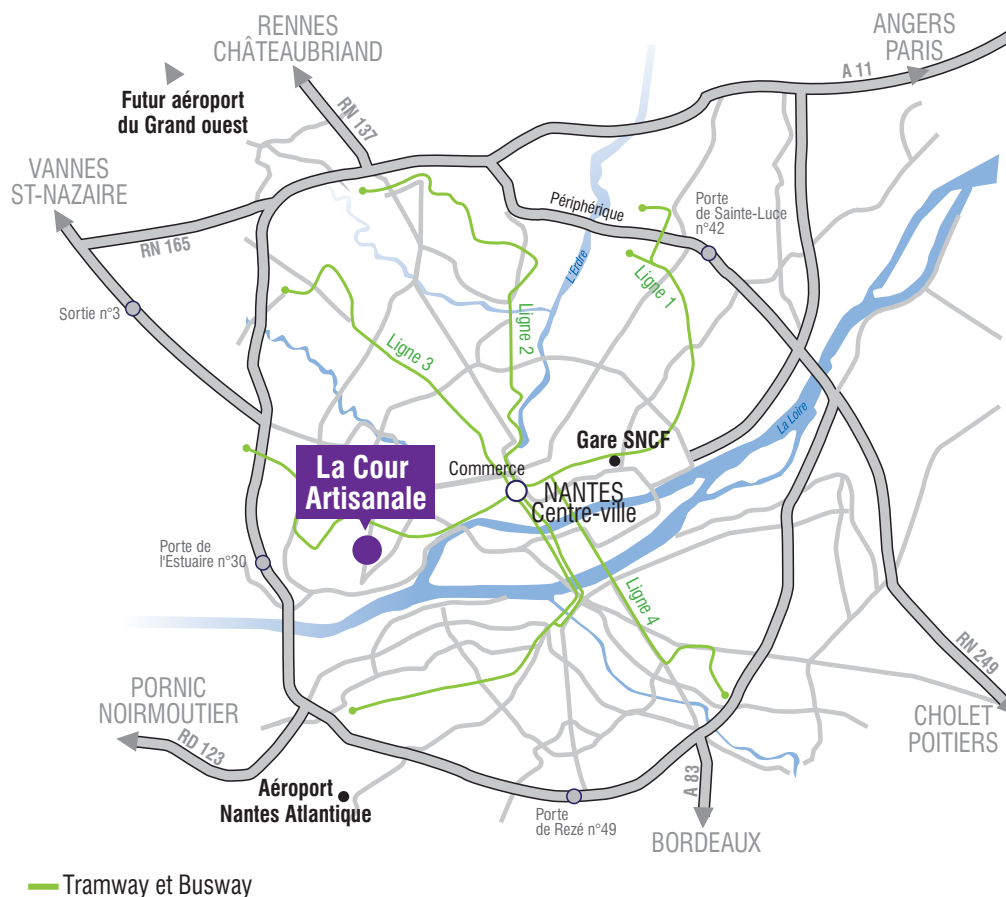 RENNES
CHÂTEAUBRIAND
ANGERS
PARIS
A 11
Futur aéroport
du Grand ouest
RN 137
VANNES
ST-NAZAIRE
RN 165
Périphérique
Porte
de Sainte-Luce
n°42
L'Erdre
Ligne 1
Sortie n°3
Ligne 2
Ligne 3
La Loire
Gare SNCF
La Cour
Artisanale
Commerce
NANTES
Centre-ville
Porte de
l'Estuaire n°30
Ligne 4
RN 249
PORNIC
NOIRMOUTIER
RD 123
CHOLET
POITIERS
Aéroport
Nantes Atlantique
A 83
Porte
de Rezé n°49
BORDEAUX
Tramway et Busway